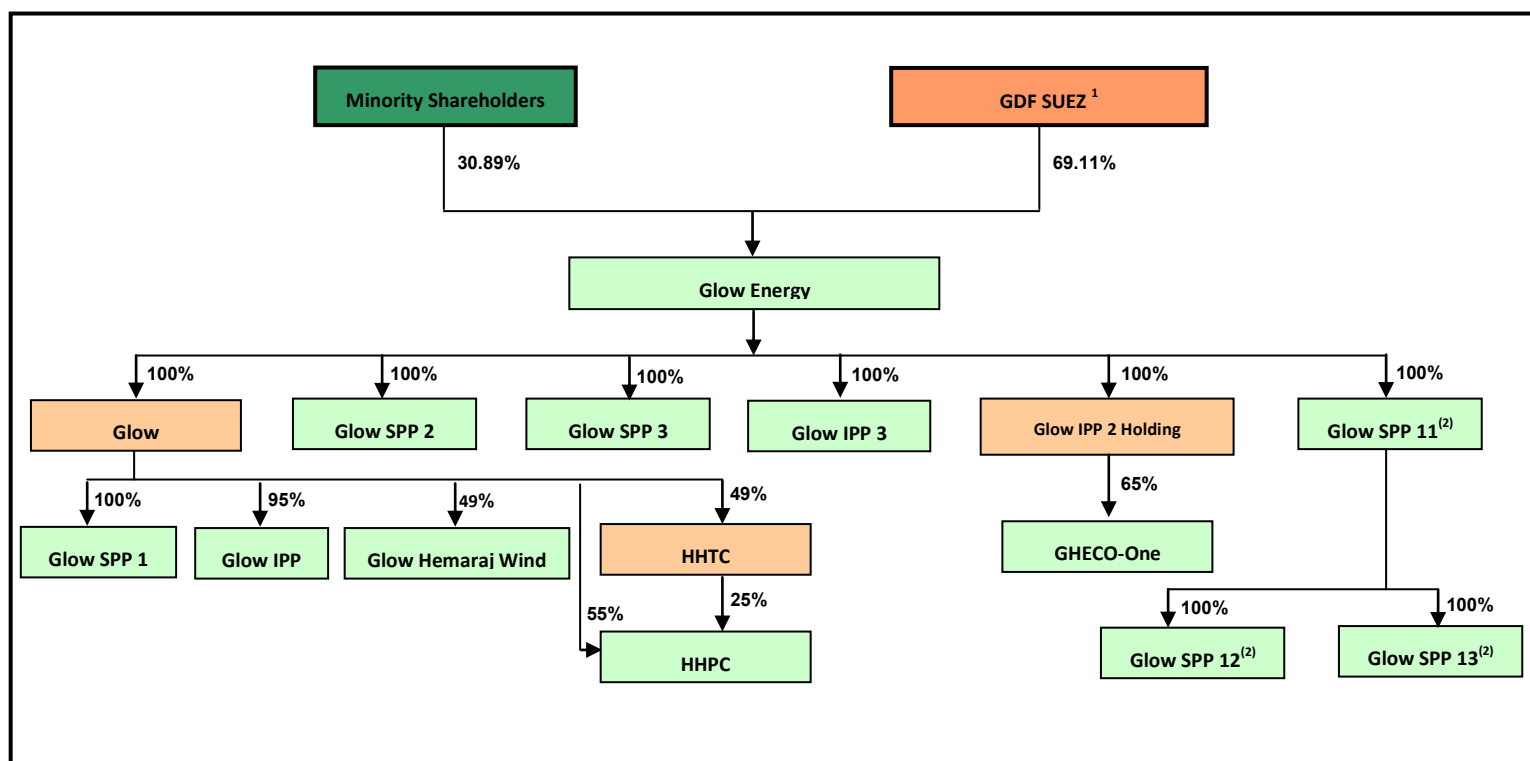 Minority Shareholders
GDF SUEZ 1
30.89%
69.11%
Glow Energy
100%
100%
100%
100%
100%
100%
Glow
Glow SPP 2
Glow SPP 3
Glow IPP 3
Glow IPP 2 Holding
Glow SPP 11(2)
100%
95%
49%
49%
65%
Glow SPP 1
Glow IPP
Glow Hemaraj Wind
HHTC
GHECO-One
55%
25%
100%
100%
HHPC
Glow SPP 12(2)
Glow SPP 13(2)